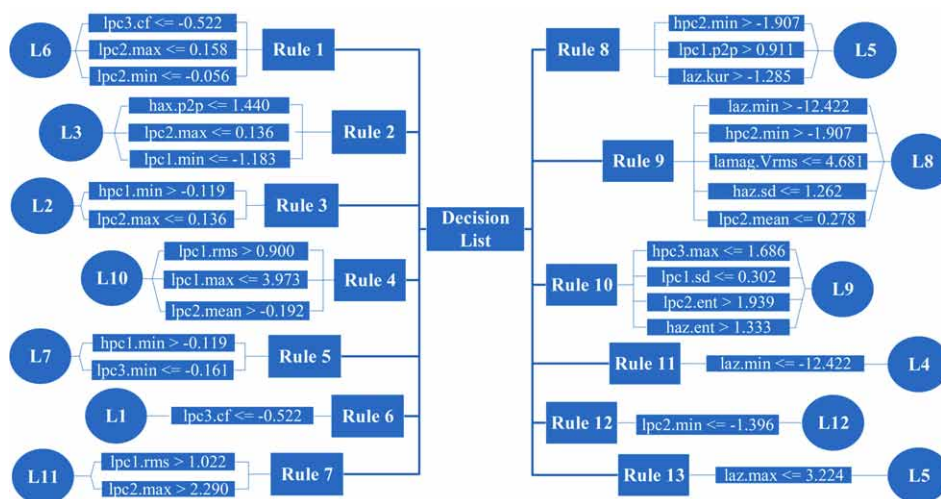 Decision List
Rule 1
lpc3.cf <= -0.522
lpc2.max <= 0.158
lpc2.min <= -0.056
L6
Rule 2
hax.p2p <= 1.440
lpc2.max <= 0.136
lpc1.min <= -1.183
L3
Rule 3
hpc1.min > -0.119
lpc2.max <= 0.136
L2
Rule 4
lpc1.rms > 0.900
lpc1.max <= 3.973
lpc2.mean > -0.192
L10
Rule 5
hpc1.min > -0.119
lpc3.min <= -0.161
L7
Rule 6
lpc3.cf <= -0.522
L1
Rule 7
lpc1.rms > 1.022
lpc2.max > 2.290
L11
Rule 8
hpc2.min > -1.907
lpc1.p2p > 0.911
laz.kur > -1.285
L5
Rule 9
laz.min > -12.422
hpc2.min > -1.907
lamag.Vrms <= 4.681
haz.sd <= 1.262
lpc2.mean <= 0.278
L8
Rule 10
hpc3.max <= 1.686
lpc1.sd <= 0.302
lpc2.ent > 1.939
haz.ent > 1.333
L9
Rule 11
laz.min <= -12.422
L4
Rule 12
lpc2.min <= -1.396
L12
Rule 13
laz.max <= 3.224
L5